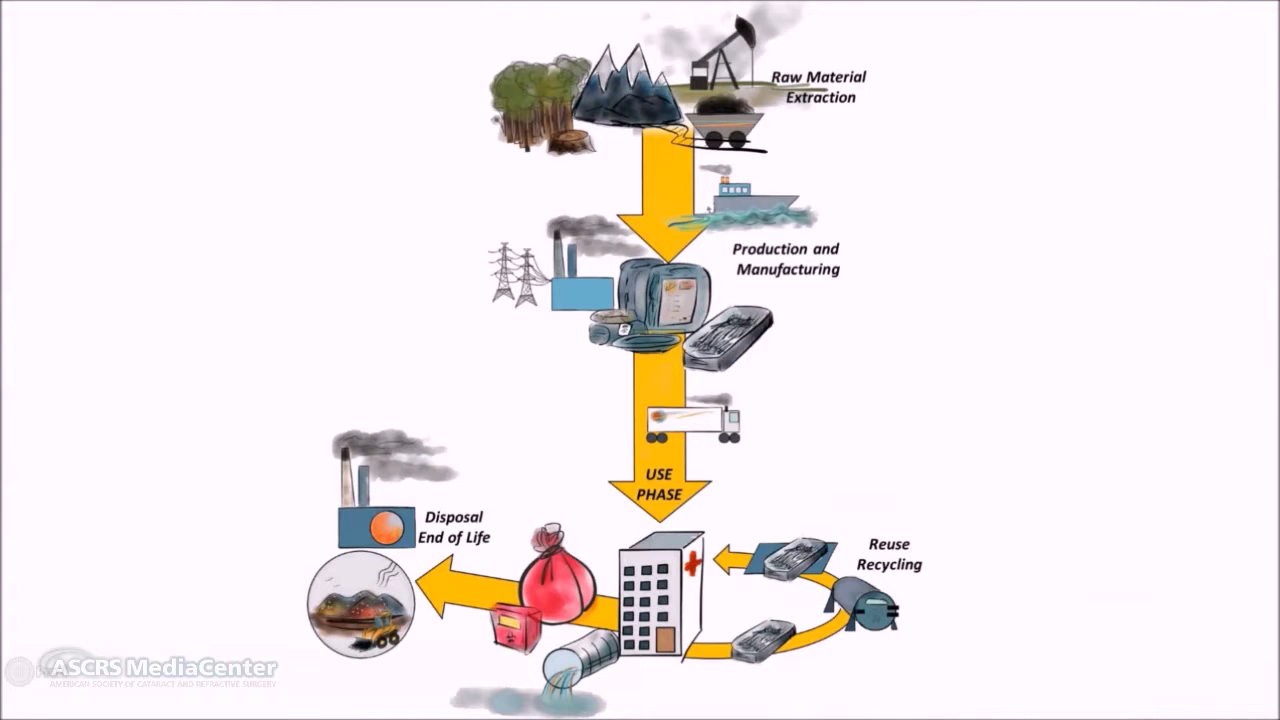 Raw Material
Extraction
Production and
Manufacturing
USE
PHASE
Disposal
End of Life
Reuse
Recycling
ASCRS MediaCenter
AMERICAN SOCIETY OF CATARACT AND REFRACTIVE SURGERY